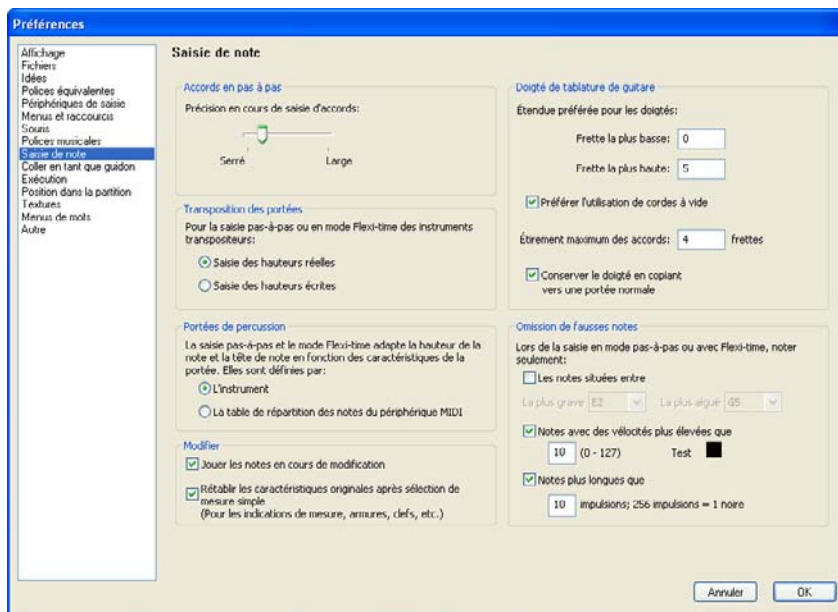 Préférences
Affichage
Fichiers
Idées
Polices équivalentes
Périphériques de saisie
Menus et raccourcis
Souris
Polices musicales
Saisie de note
Coller en tant que guidon
Exécution
Position dans la partition
Textures
Menus de mots
Autre
Saisie de note
Accords en pas à pas
Précision en cours de saisie d'accords:
Serré Large
Transposition des portées
Pour la saisie pas-à-pas ou en mode Flexi-time des instruments
transpositeurs:
Saisie des hauteurs réelles
Saisie des hauteurs écrites
Portées de percussion
La saisie pas-à-pas et le mode Flexi-time adapte la hauteur de la
note et la tête de note en fonction des caractéristiques de la
portée. Elles sont définies par:
L'instrument
La table de répartition des notes du périphérique MIDI
Modifier
Jouer les notes en cours de modification
Rétablir les caractéristiques originales après sélection de
mesure simple
(Pour les indications de mesure, armures, clefs, etc.)
Doigté de tablature de guitare
Étendue préférée pour les doigtés:
Frette la plus basse: 0
Frette la plus haute: 5
Préférer l'utilisation de cordes à vide
Étirement maximum des accords: 4 frettes
Conserver le doigté en copiant
vers une portée normale
Omission de fausses notes
Lors de la saisie en mode pas-à-pas ou avec Flexi-time, noter
seulement:
Les notes situées entre
La plus grave E2 La plus aiguë G5
Notes avec des vélocités plus élevées que
10 (0 - 127) Test
Notes plus longues que
10 impulsions; 256 impulsions = 1 noire
Annuler OK